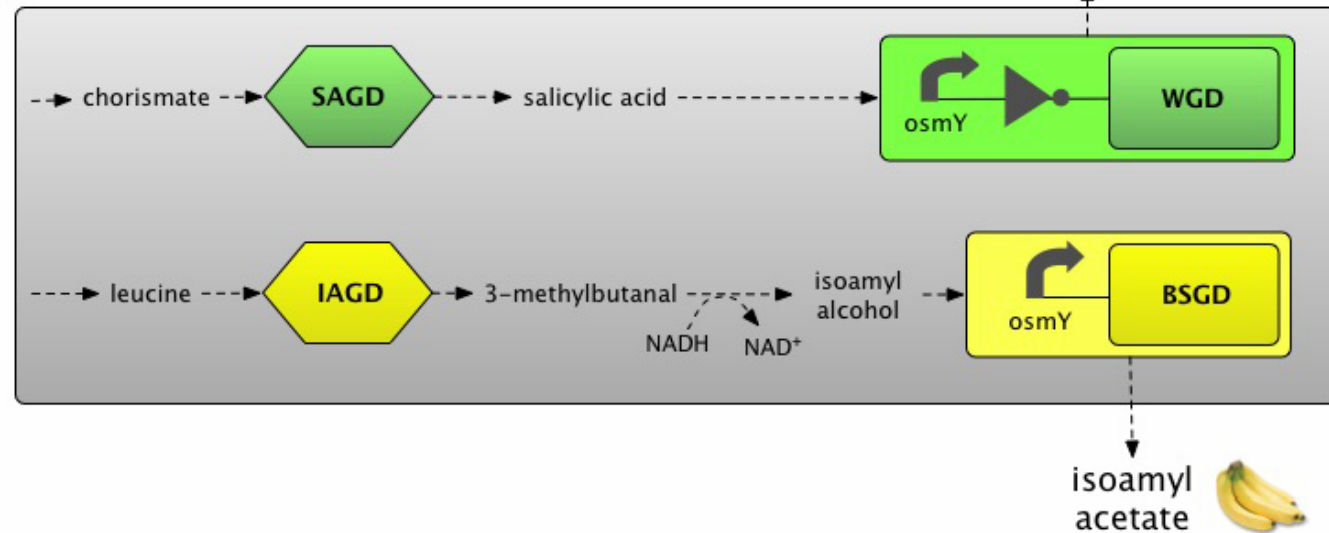 chorismate SAGD salicylic acid osmY WGD
leucine IAGD 3-methylbutanal NADH NAD⁺ isoamyl
alcohol osmY BSGD
isoamyl
acetate